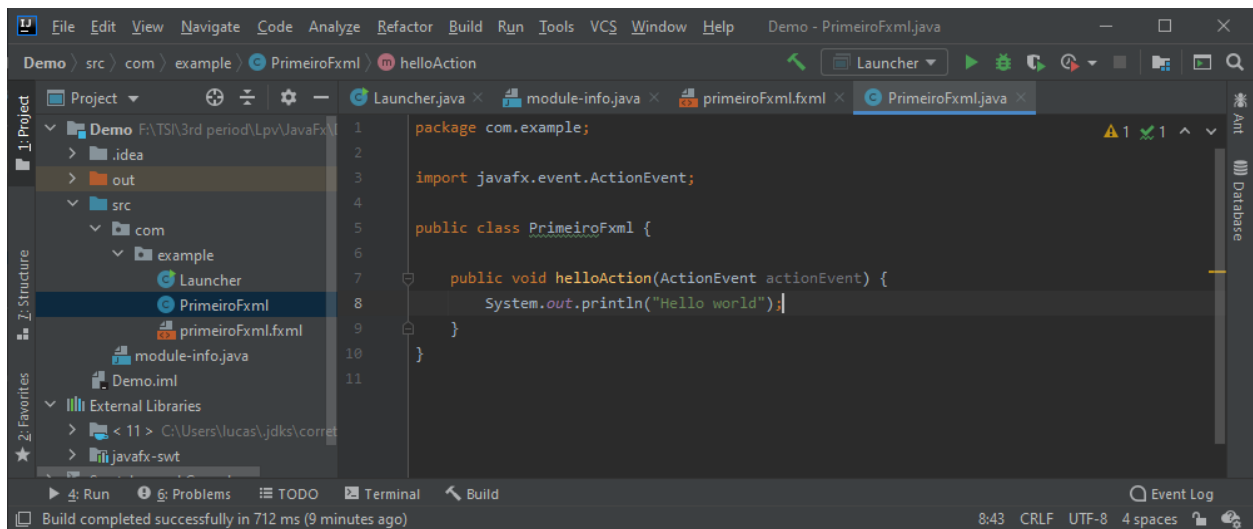 File Edit View Navigate Code Analyze Refactor Build Run Tools VCS Window Help Demo - PrimeiroFxml.java
Demo src com example PrimeiroFxml helloAction Launcher
1: Project
7: Structure
2: Favorites
Project
Demo F:\TSI\3rd period\Lpv\JavaFx\
.idea
out
src
com
example
Launcher
PrimeiroFxml
primeiroFxml.fxml
module-info.java
Demo.iml
External Libraries
< 11 > C:\Users\lucas\.jdks\corret
javafx-swt
Launcher.java module-info.java primeiroFxml.fxml PrimeiroFxml.java
1 package com.example;
2
3 import javafx.event.ActionEvent;
4
5 public class PrimeiroFxml {
6
7 public void helloAction(ActionEvent actionEvent) {
8 System.out.println("Hello world");
9 }
10 }
11
1 1
Ant
Database
4: Run 6: Problems TODO Terminal Build Event Log
Build completed successfully in 712 ms (9 minutes ago) 8:43 CRLF UTF-8 4 spaces